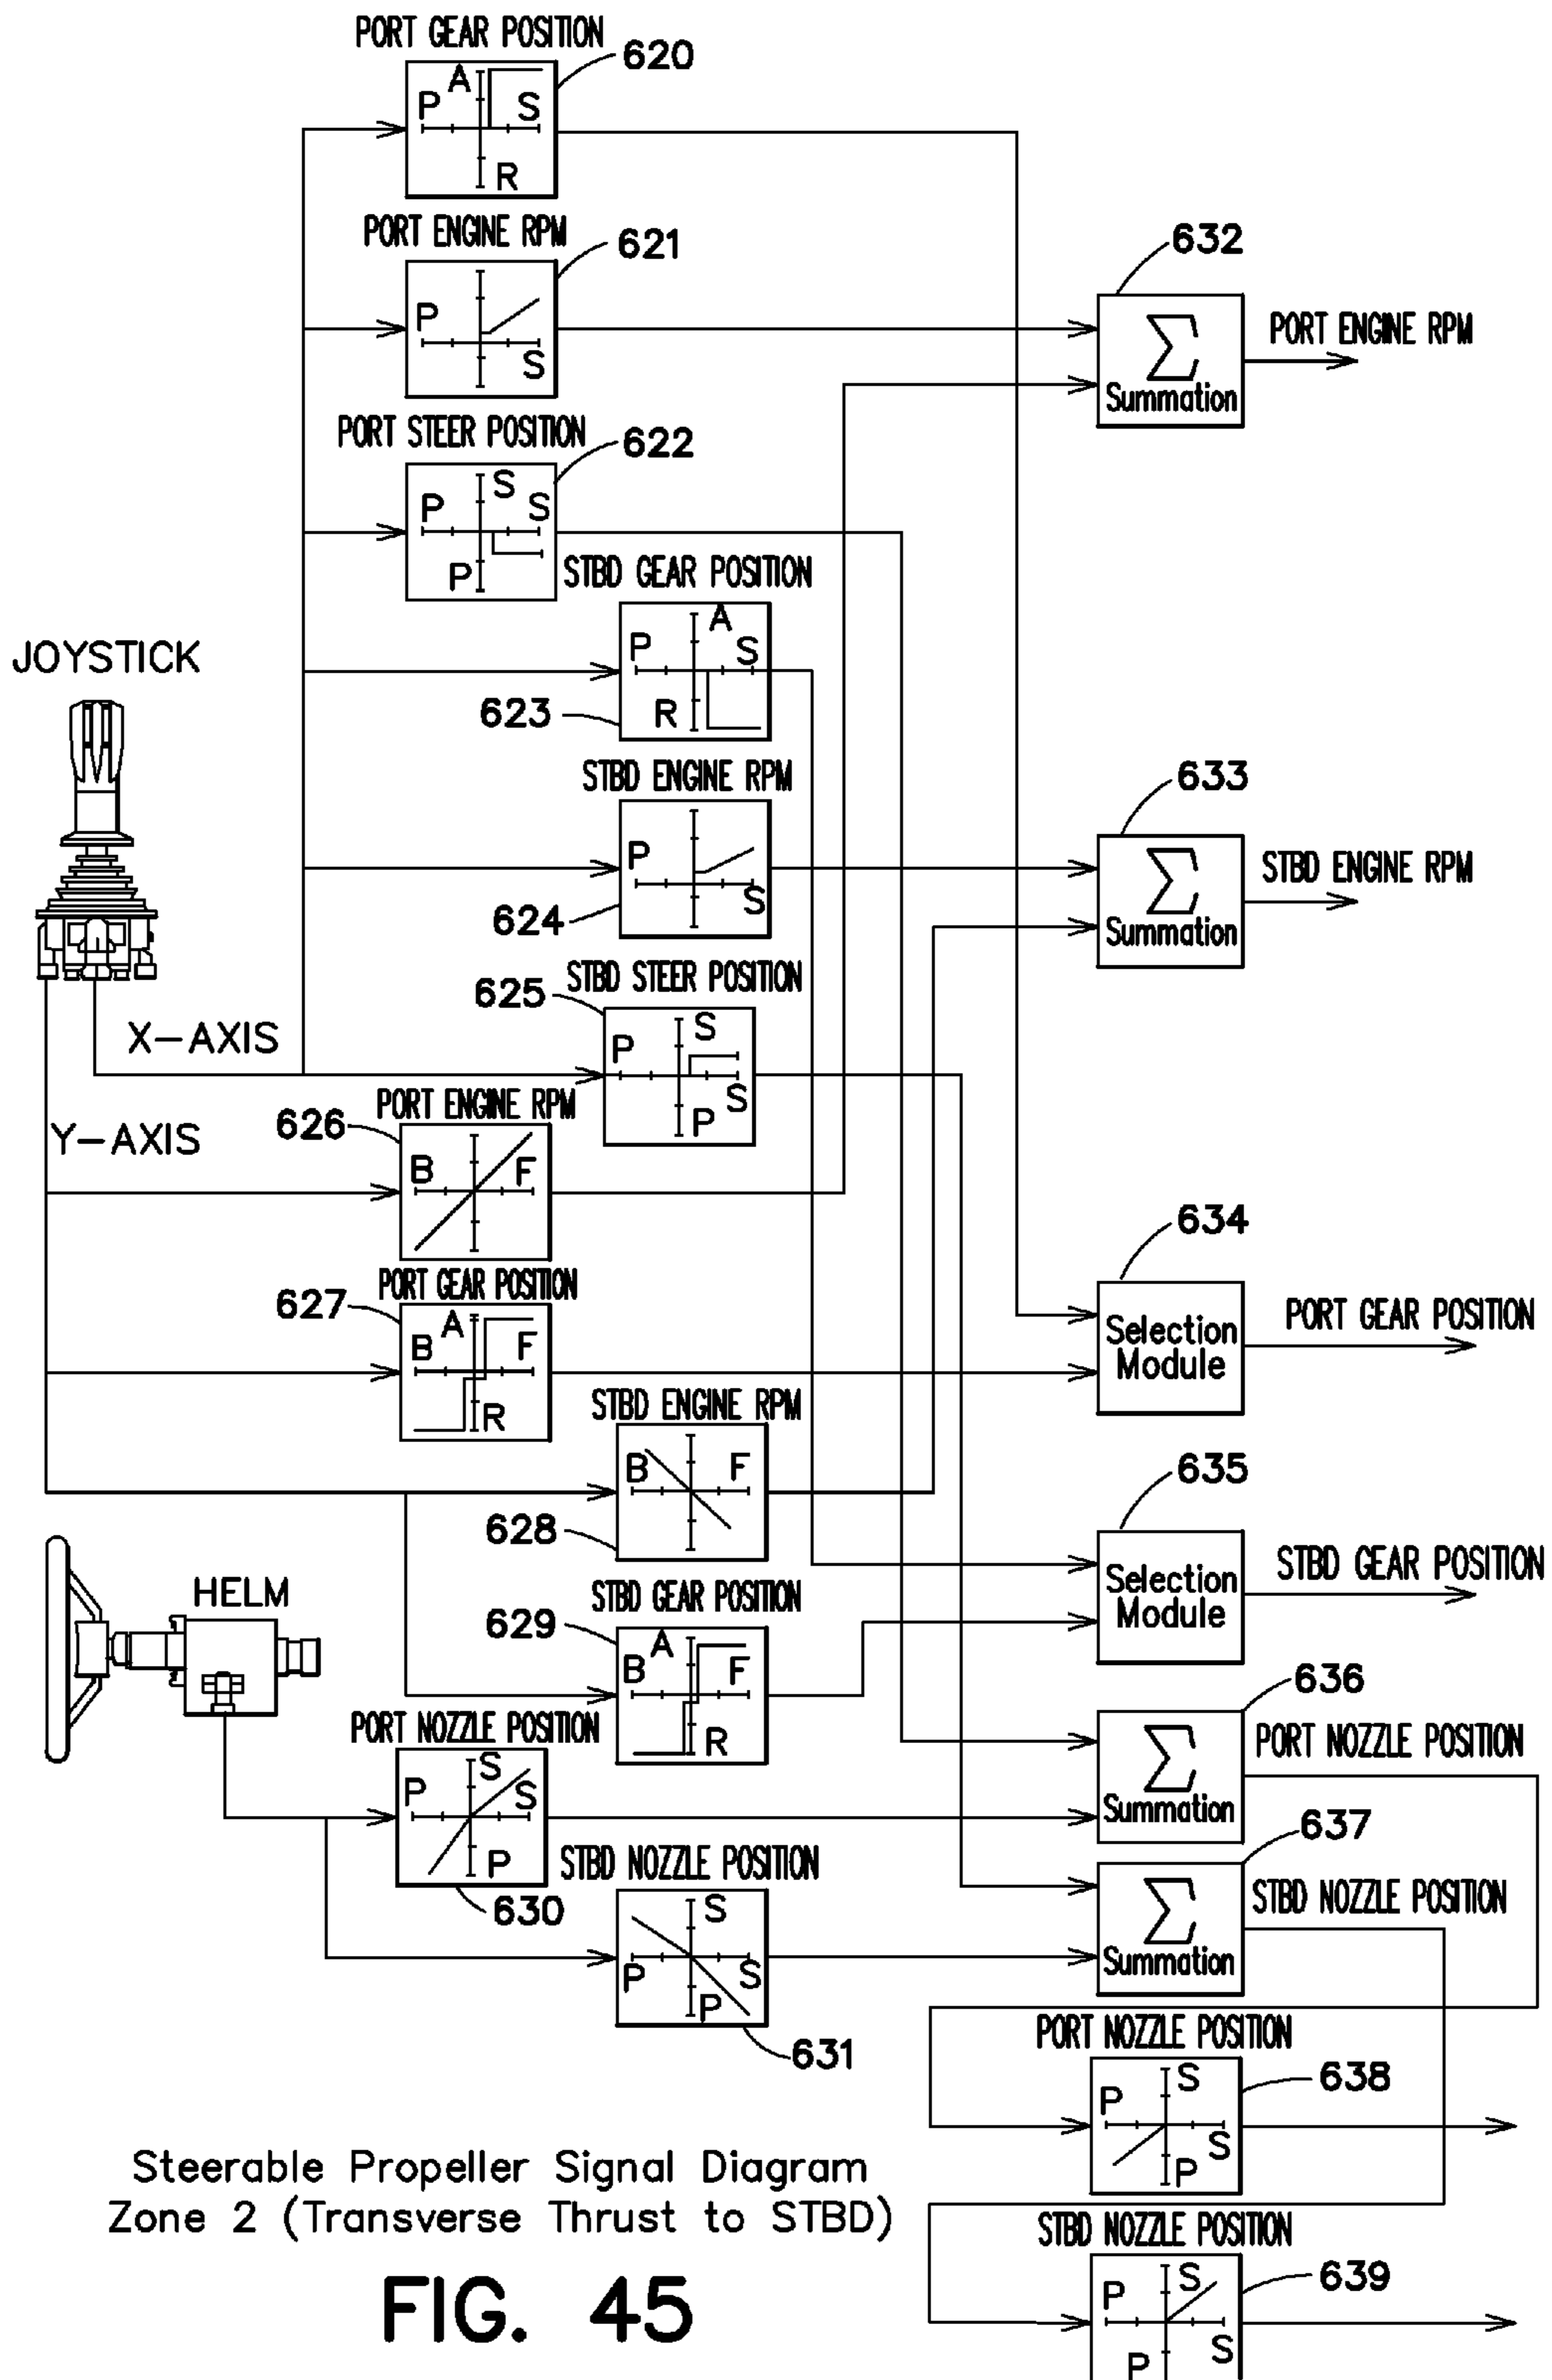 PORT GEAR POSITION
620
A
P
S
R
PORT ENGINE RPM
621
P
S
632
Σ
Summation
PORT ENGINE RPM
PORT STEER POSITION
622
S
P
S
P
STBD GEAR POSITION
A
P
S
R
623
JOYSTICK
STBD ENGINE RPM
P
S
624
633
Σ
Summation
STBD ENGINE RPM
STBD STEER POSITION
625
S
P
S
P
X-AXIS
Y-AXIS
PORT ENGINE RPM
626
B
F
PORT GEAR POSITION
627
A
B
F
R
634
Selection
Module
PORT GEAR POSITION
STBD ENGINE RPM
B
F
628
635
Selection
Module
STBD GEAR POSITION
HELM
STBD GEAR POSITION
629
A
B
F
R
636
Σ
Summation
PORT NOZZLE POSITION
PORT NOZZLE POSITION
S
P
S
P
630
637
Σ
Summation
STBD NOZZLE POSITION
STBD NOZZLE POSITION
S
P
S
P
631
PORT NOZZLE POSITION
638
S
P
S
P
STBD NOZZLE POSITION
639
S
P
S
P
Steerable Propeller Signal Diagram
Zone 2 (Transverse Thrust to STBD)
FIG. 45